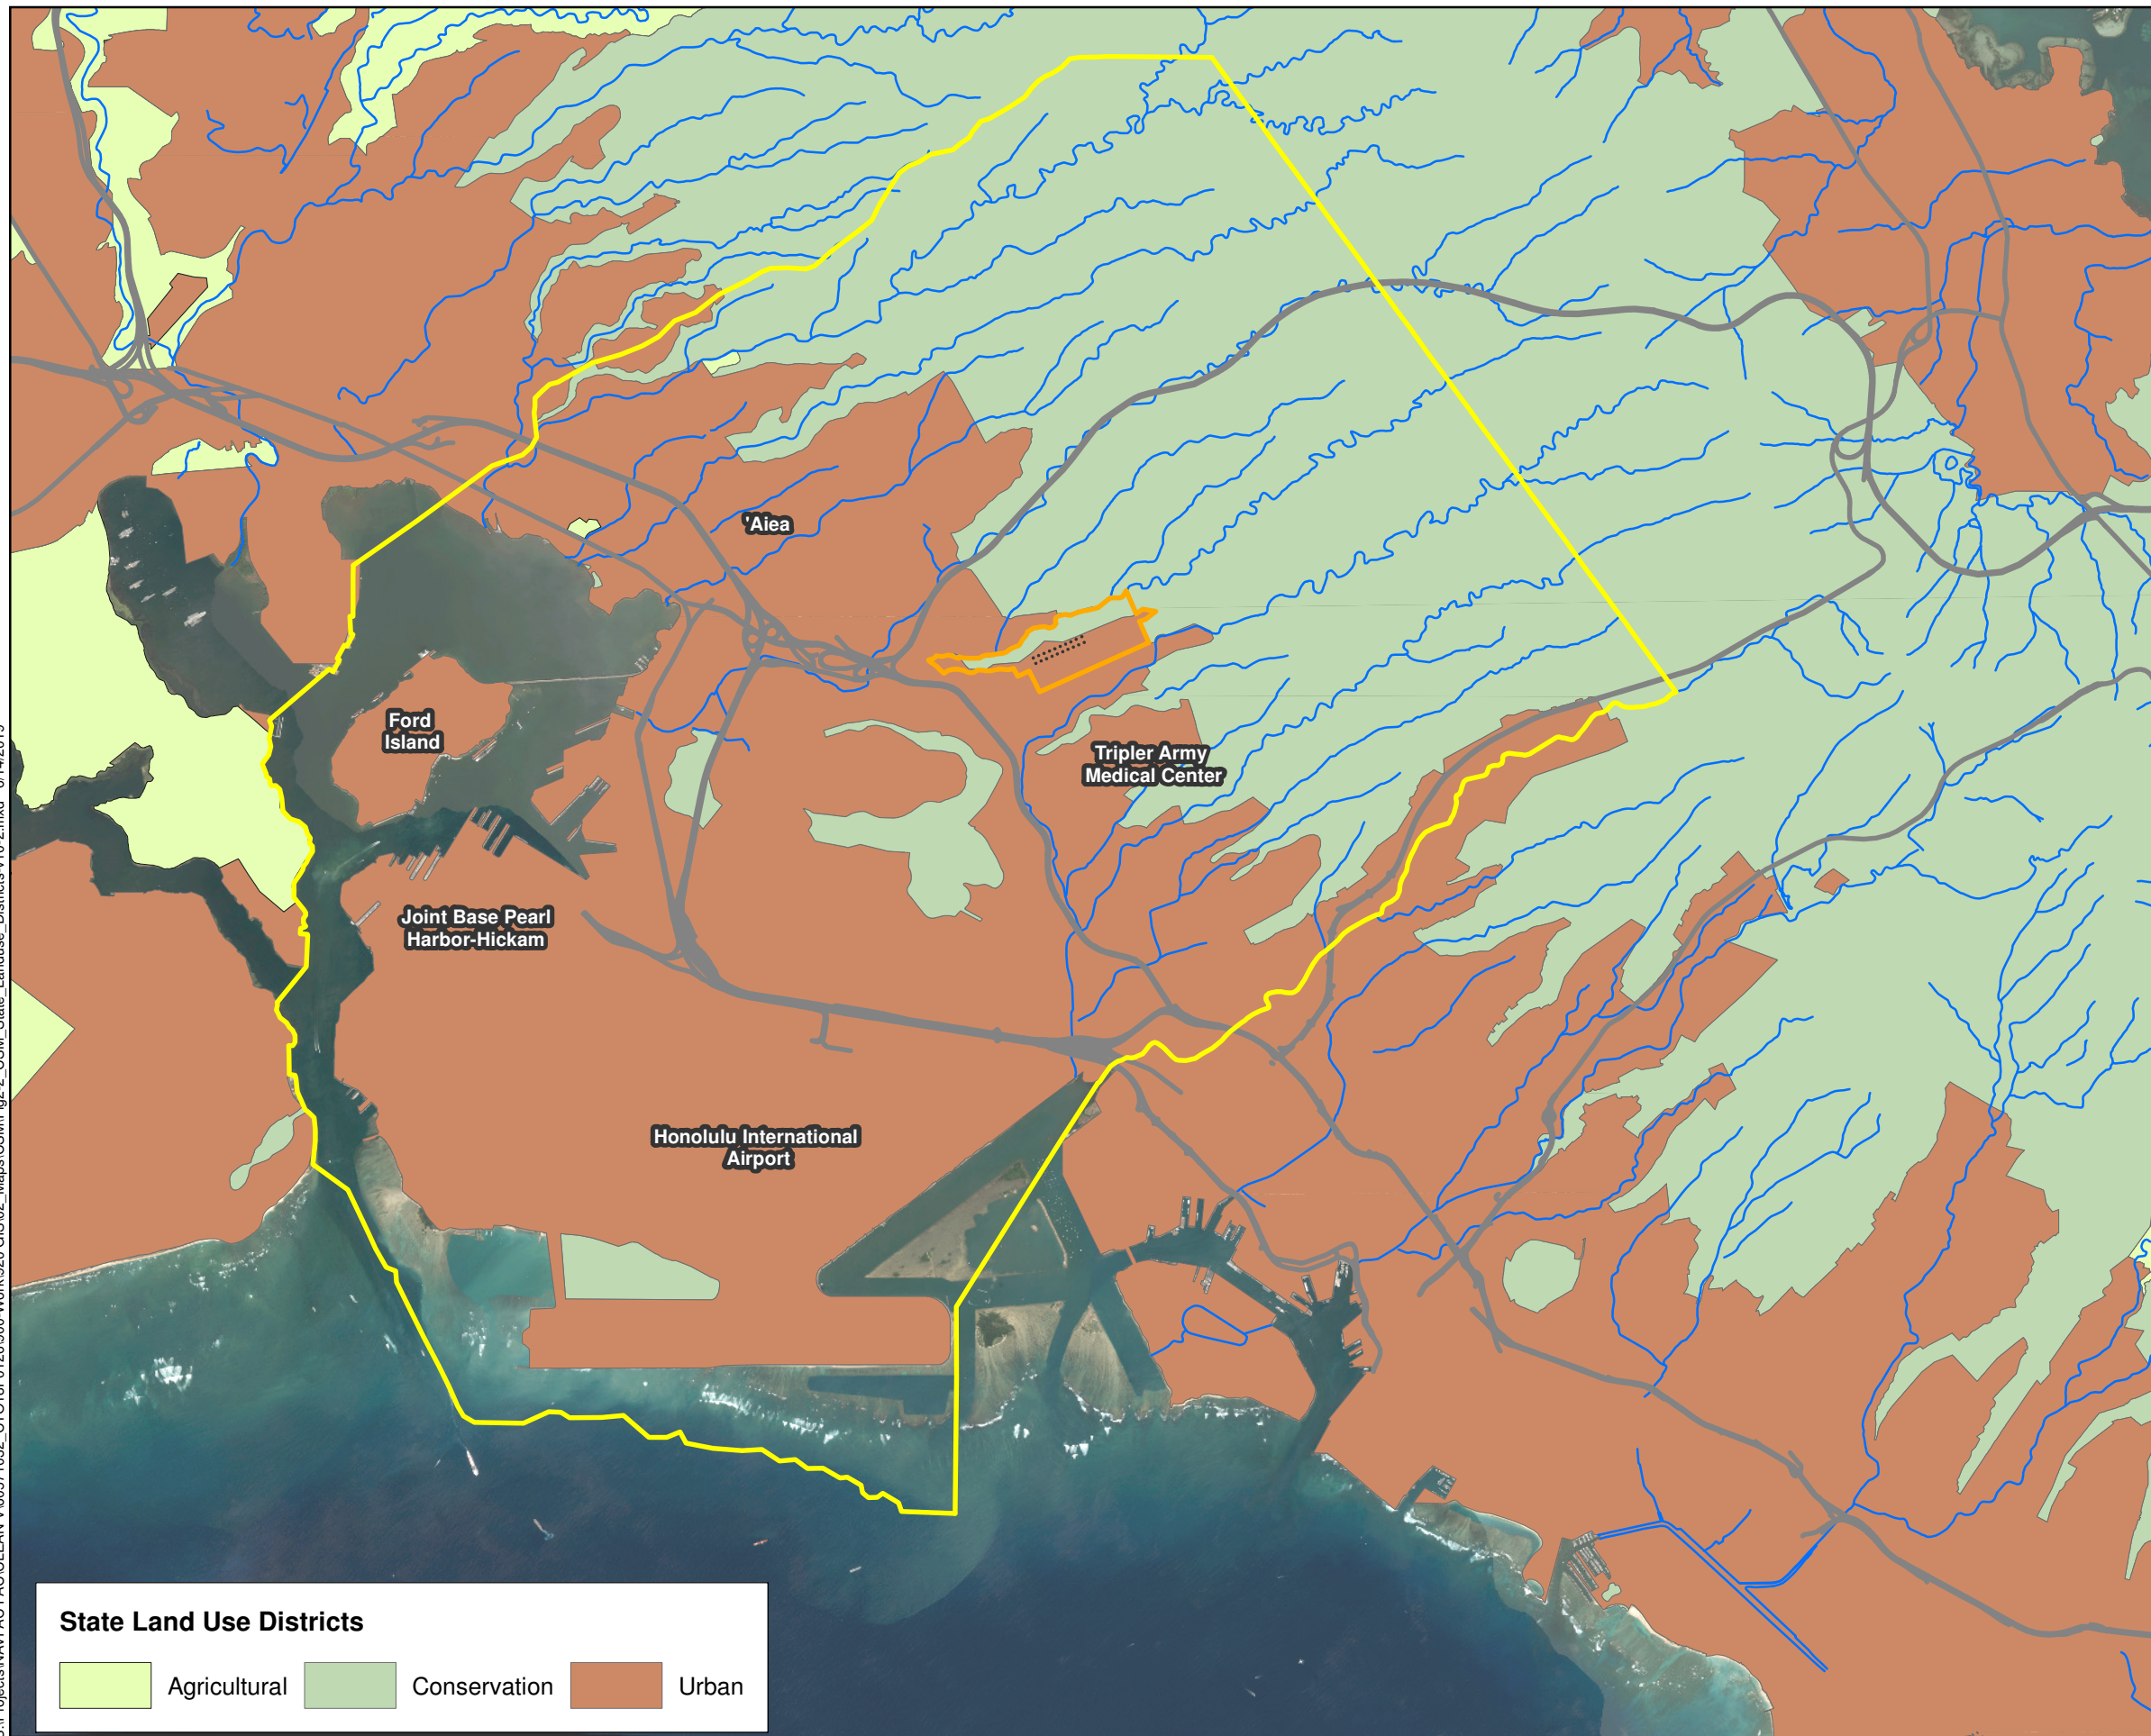 'Aiea
Ford
Island
Tripler Army
Medical Center
Joint Base Pearl
Harbor-Hickam
Honolulu International
Airport
State Land Use Districts
Agricultural
Conservation
Urban